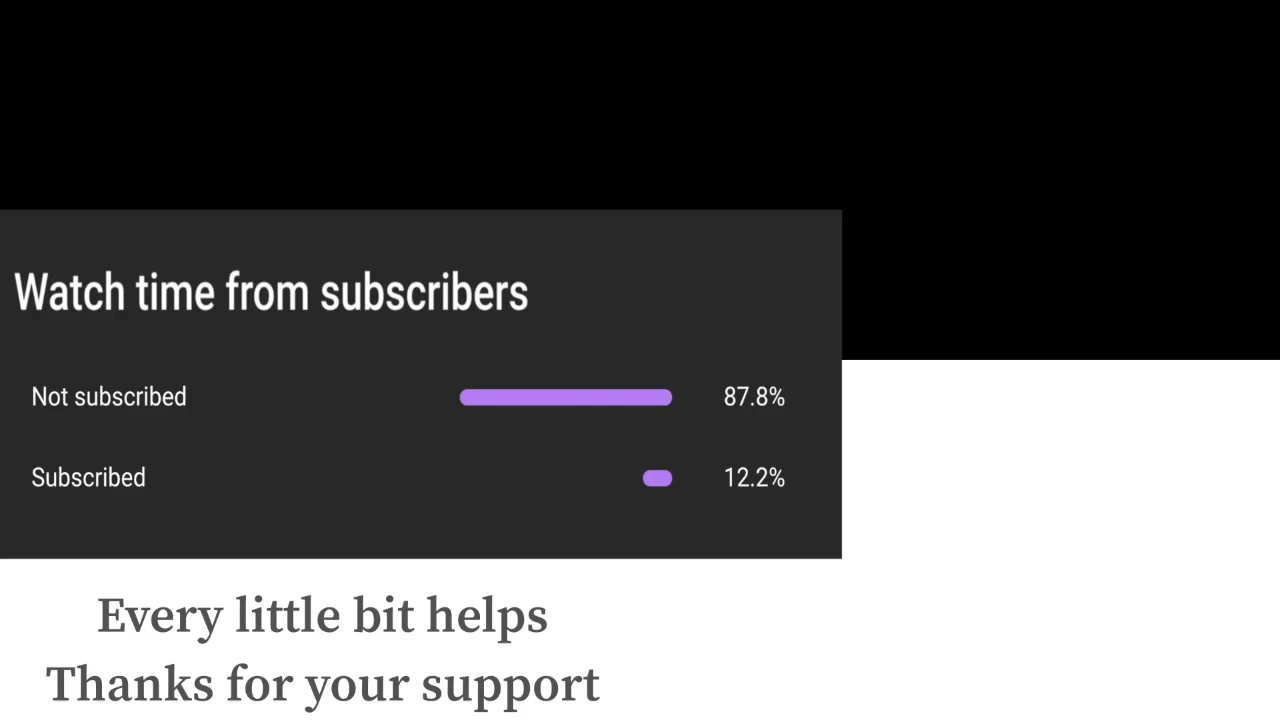 Watch time from subscribers
Not subscribed 87.8%
Subscribed 12.2%
Every little bit helps
Thanks for your support